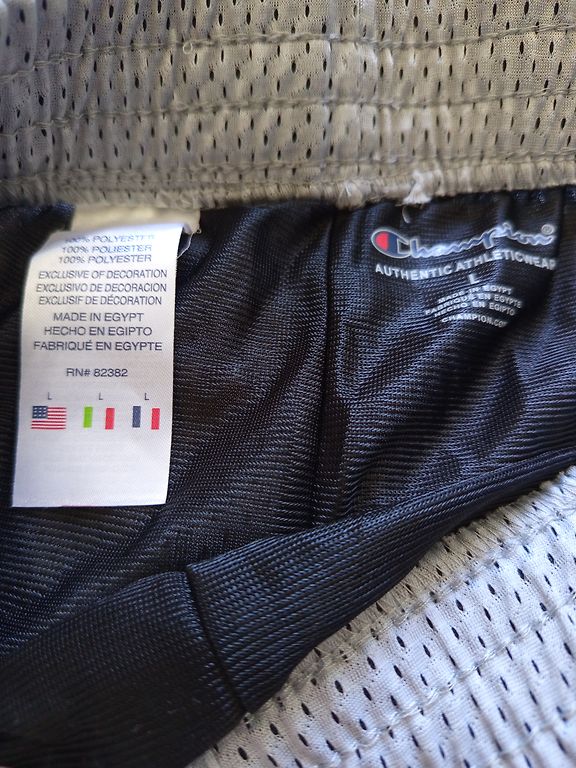 100% POLYESTER
100% POLIESTER
100% POLYESTER
EXCLUSIVE OF DECORATION
EXCLUSIVO DE DECORACION
EXCLUSIF DE DÉCORATION
MADE IN EGYPT
HECHO EN EGIPTO
FABRIQUÉ EN EGYPTE
RN# 82382
L L L
Champion®
AUTHENTIC ATHLETICWEAR
L
MADE IN EGYPT
FABRIQUÉ EN EGYPTE
HECHO EN EGIPTO
CHAMPION.COM